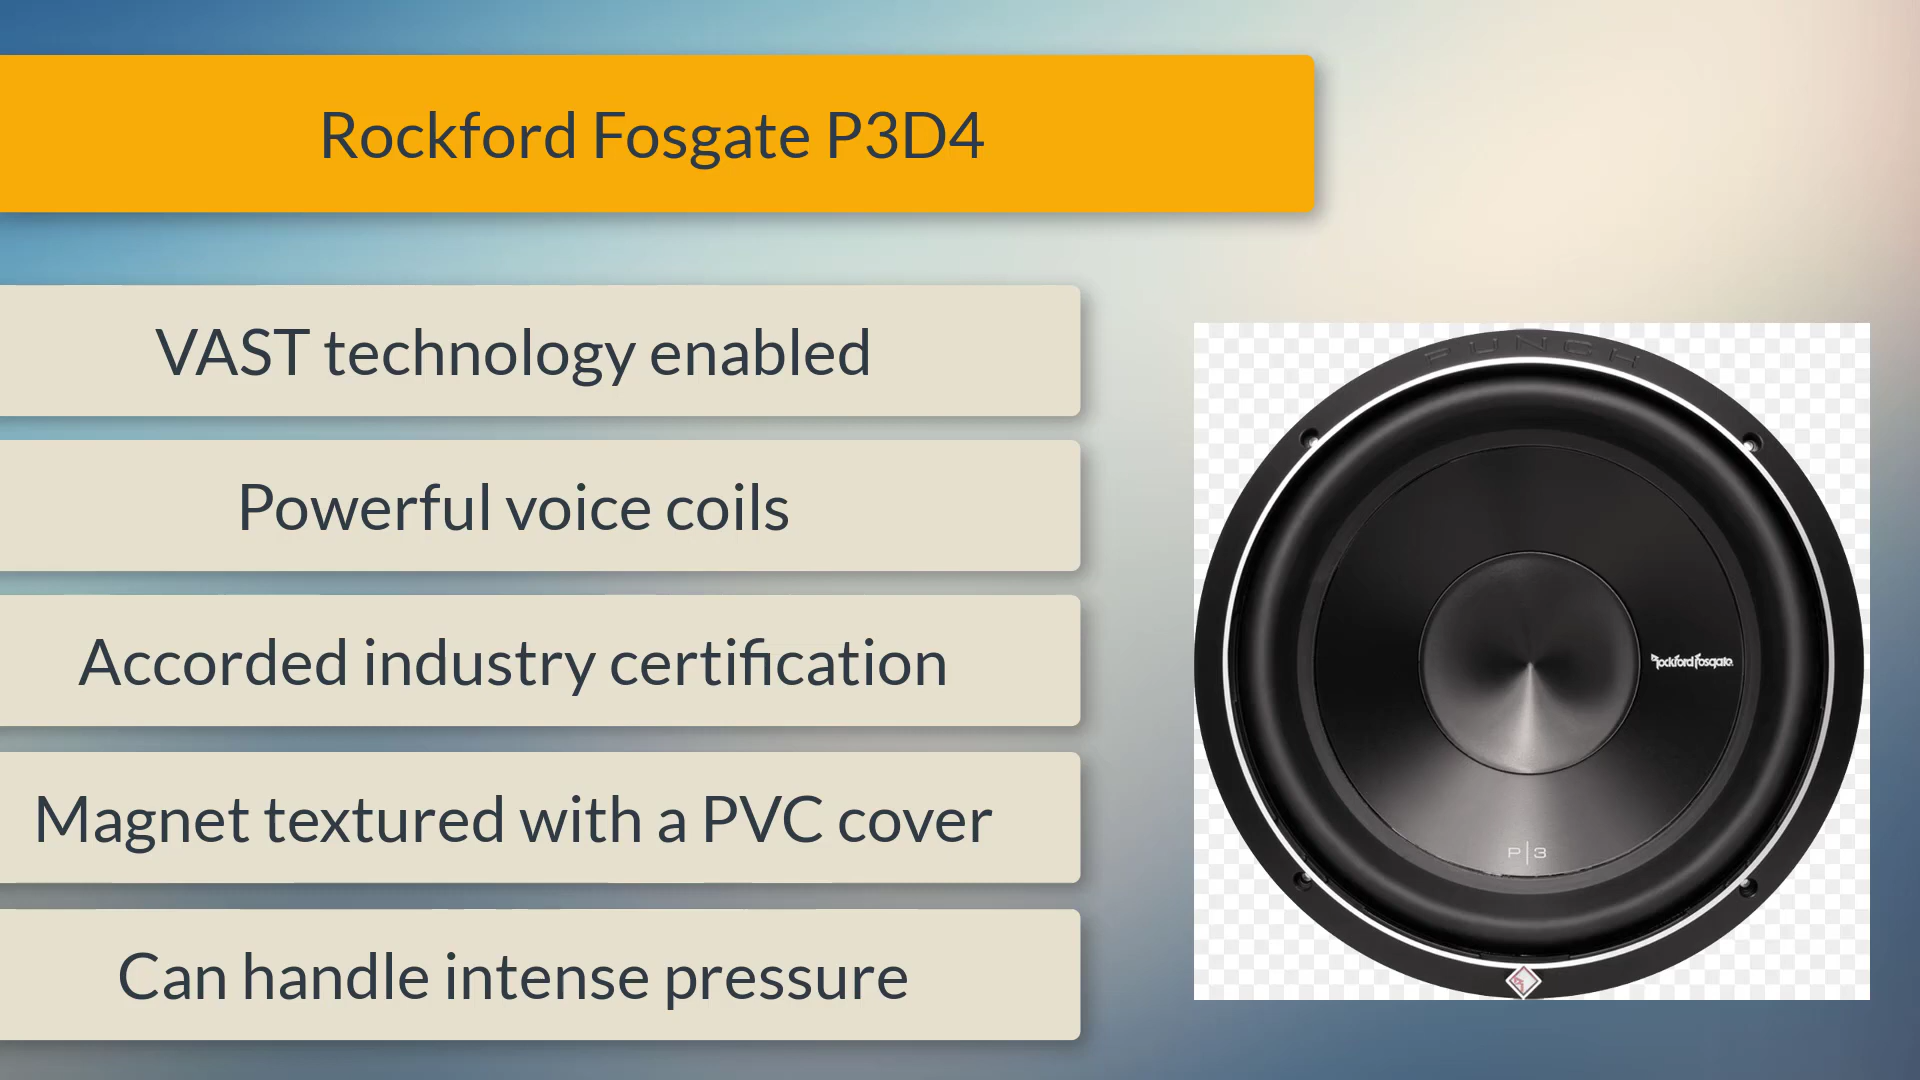 Rockford Fosgate P3D4
VAST technology enabled
Powerful voice coils
Accorded industry certification
Magnet textured with a PVC cover
Can handle intense pressure
PUNCH
Rockford Fosgate
P|3